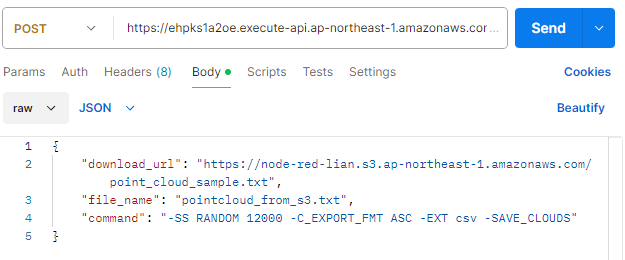 POST https://ehpks1a2oe.execute-api.ap-northeast-1.amazonaws.cor ... Send
Params Auth Headers (8) Body Scripts Tests Settings Cookies
raw JSON Beautify
1 {
2 "download_url": "https://node-red-lian.s3.ap-northeast-1.amazonaws.com/
point_cloud_sample.txt",
3 "file_name": "pointcloud_from_s3.txt",
4 "command": "-SS RANDOM 12000 -C_EXPORT_FMT ASC -EXT csv -SAVE_CLOUDS"
5 }